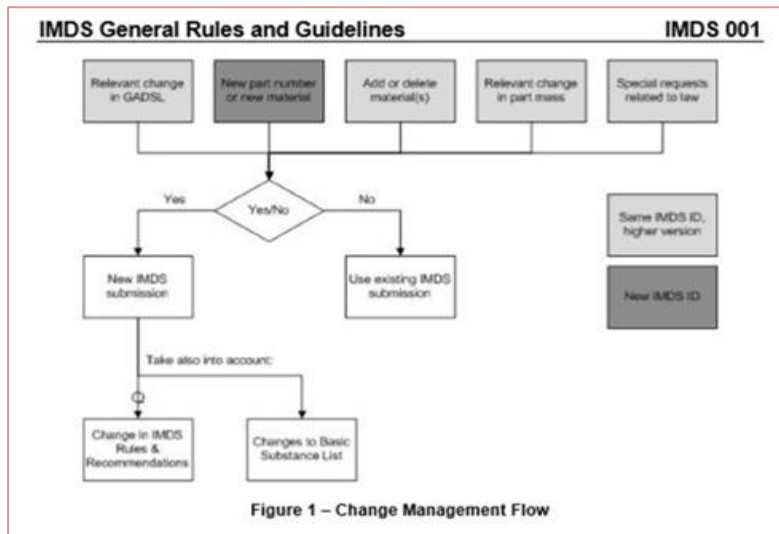 IMDS General Rules and Guidelines IMDS 001
Relevant change
in GADSL
New part number
or new material
Add or delete
material(s)
Relevant change
in part mass
Special requests
related to law
Yes
Yes/No
No
Same IMDS ID,
higher version
New IMDS
submission
Use existing IMDS
submission
New IMDS ID
Take also into account:
Change in IMDS
Rules &
Recommendations
Changes to Basic
Substance List
Figure 1 – Change Management Flow